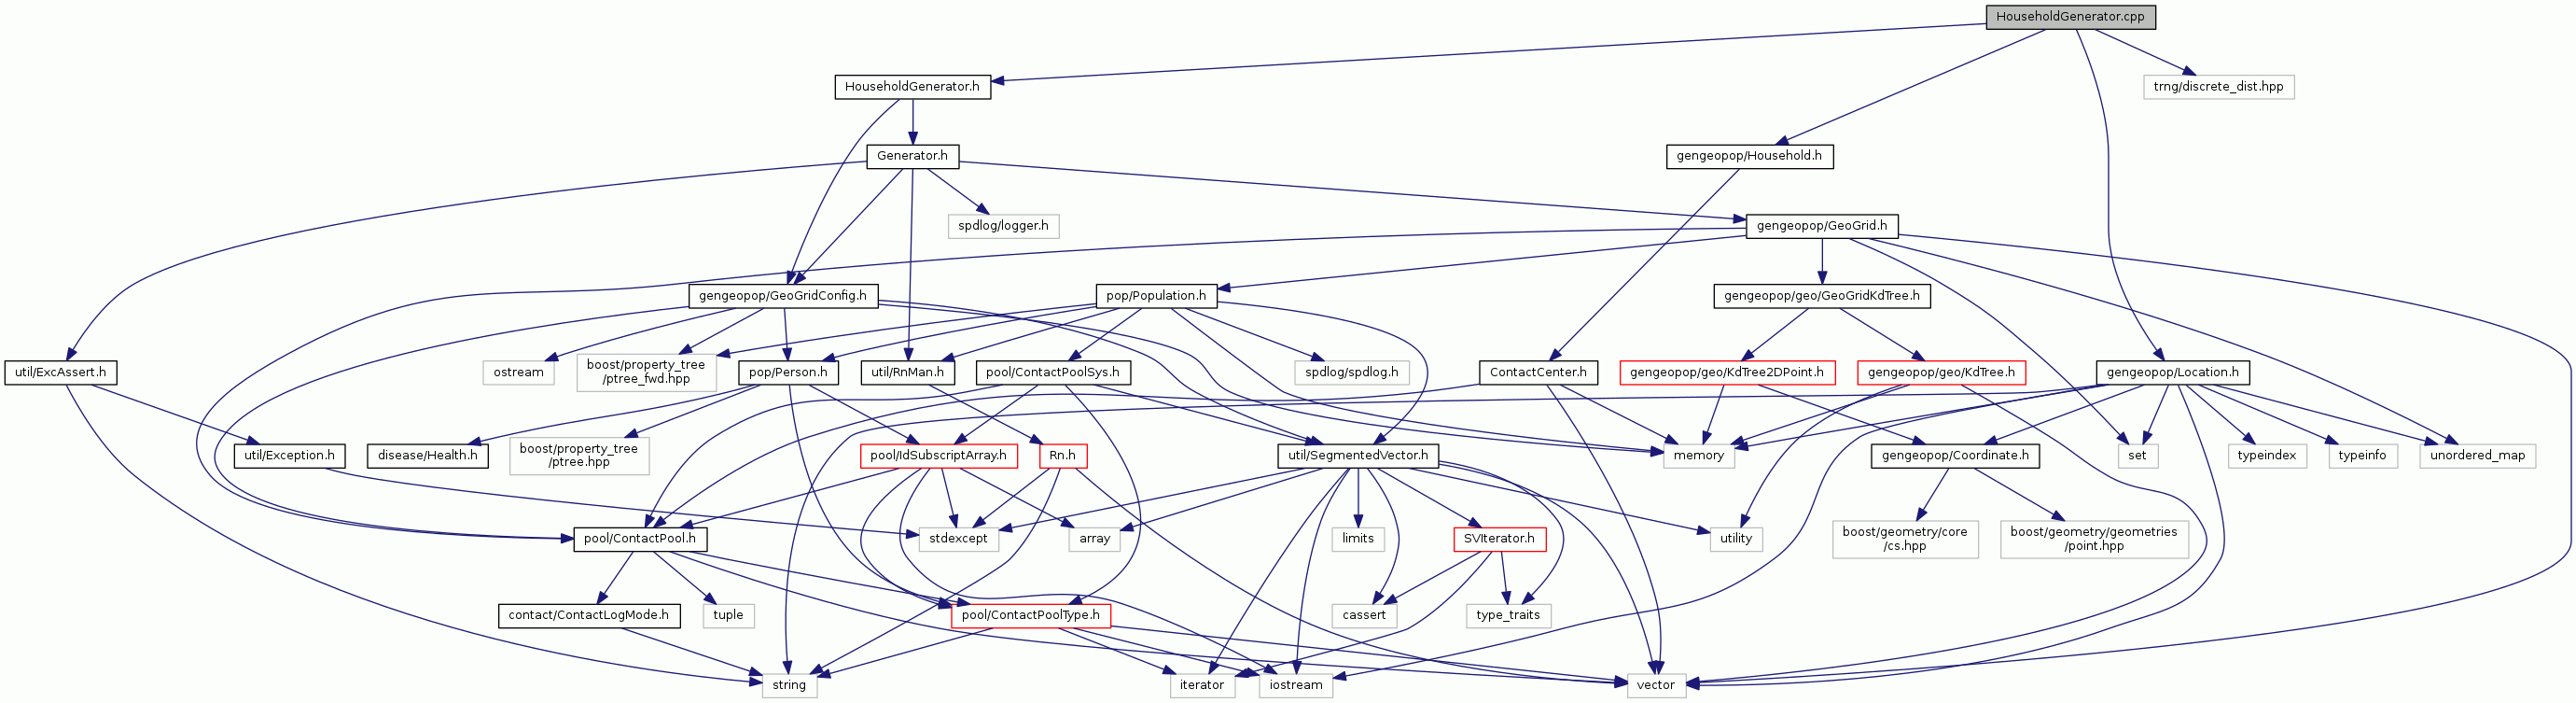 HouseholdGenerator.cpp
HouseholdGenerator.h
trng/discrete_dist.hpp
Generator.h
gengeopop/Household.h
spdlog/logger.h
gengeopop/GeoGrid.h
gengeopop/GeoGridConfig.h
pop/Population.h
gengeopop/geo/GeoGridKdTree.h
util/ExcAssert.h
ostream
boost/property_tree
/ptree_fwd.hpp
pop/Person.h
util/RnMan.h
pool/ContactPoolSys.h
spdlog/spdlog.h
ContactCenter.h
gengeopop/geo/KdTree2DPoint.h
gengeopop/geo/KdTree.h
gengeopop/Location.h
util/Exception.h
disease/Health.h
boost/property_tree
/ptree.hpp
pool/IdSubscriptArray.h
Rn.h
util/SegmentedVector.h
memory
gengeopop/Coordinate.h
set
typeindex
typeinfo
unordered_map
pool/ContactPool.h
stdexcept
array
limits
SVIterator.h
utility
boost/geometry/core
/cs.hpp
boost/geometry/geometries
/point.hpp
contact/ContactLogMode.h
tuple
pool/ContactPoolType.h
cassert
type_traits
string
iterator
iostream
vector